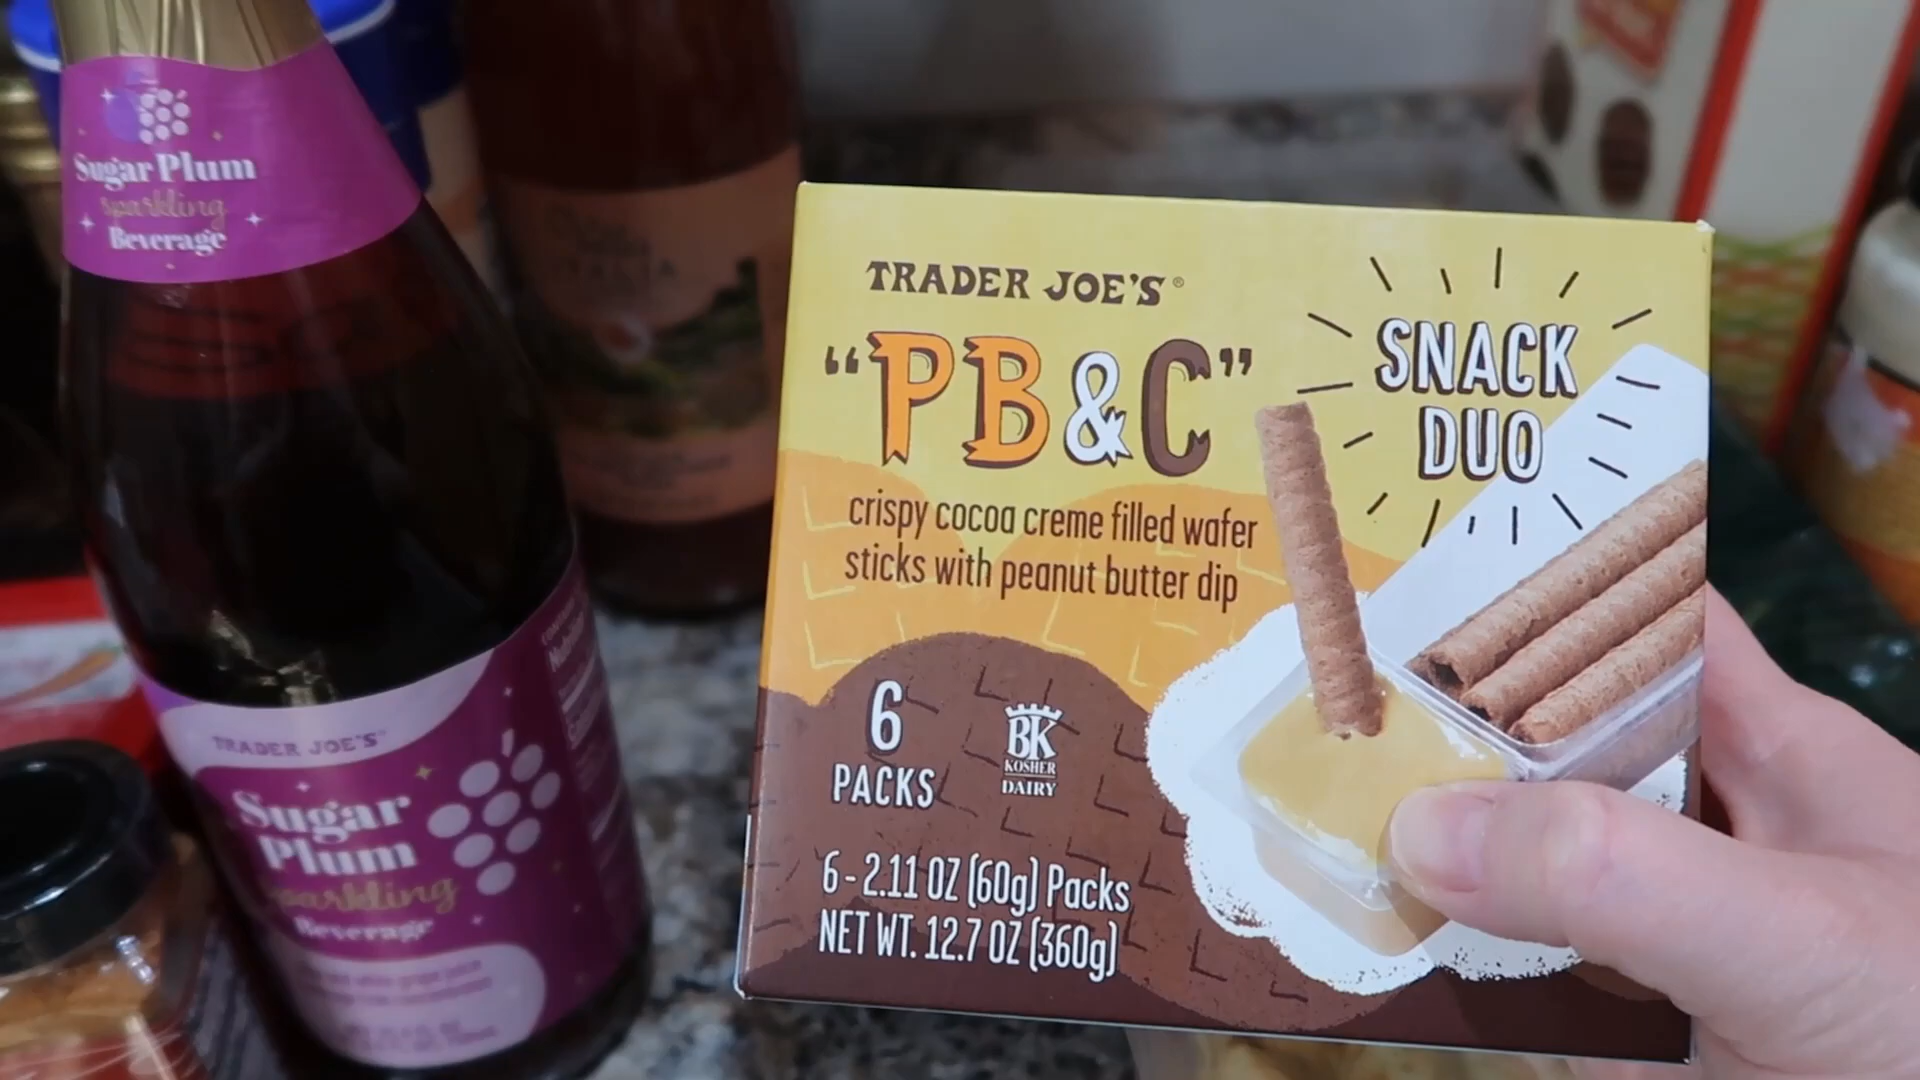 Sugar Plum
sparkling
Beverage
TRADER JOE'S
Sugar
Plum
sparkling
Beverage
TRADER JOE'S®
"PB&C"
SNACK
DUO
crispy cocoa creme filled wafer
sticks with peanut butter dip
6
PACKS
BK
KOSHER
DAIRY
6-2.11 OZ (60g) Packs
NET WT. 12.7 OZ (360g)